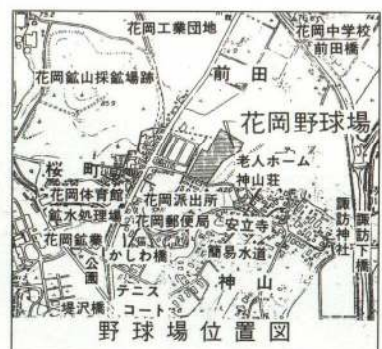 花岡工業団地
花岡中学校
前田橋
花岡鉱山採鉱場跡
前田
花岡野球場
老人ホーム
神山荘
桜町
花岡体育館
鉱水処理場
花岡派出所
花岡郵便局
安立寺
簡易水道
諏訪神社
諏訪下橋
花岡鉱業
公園
かしわ橋
神山
テニス
コート
堤沢橋
野球場位置図